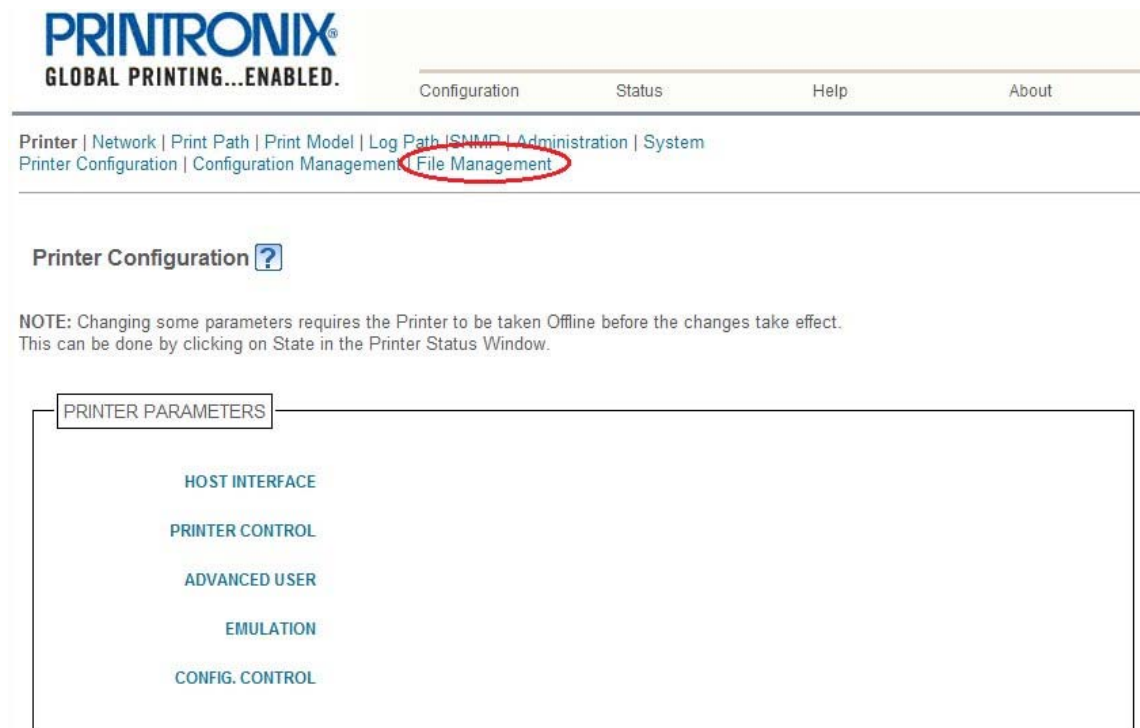 PRINTRONIX®
GLOBAL PRINTING...ENABLED.
Configuration Status Help About
Printer | Network | Print Path | Print Model | Log Path |SNMP | Administration | System
Printer Configuration | Configuration Management | File Management
Printer Configuration ?
NOTE: Changing some parameters requires the Printer to be taken Offline before the changes take effect.
This can be done by clicking on State in the Printer Status Window.
PRINTER PARAMETERS
HOST INTERFACE
PRINTER CONTROL
ADVANCED USER
EMULATION
CONFIG. CONTROL